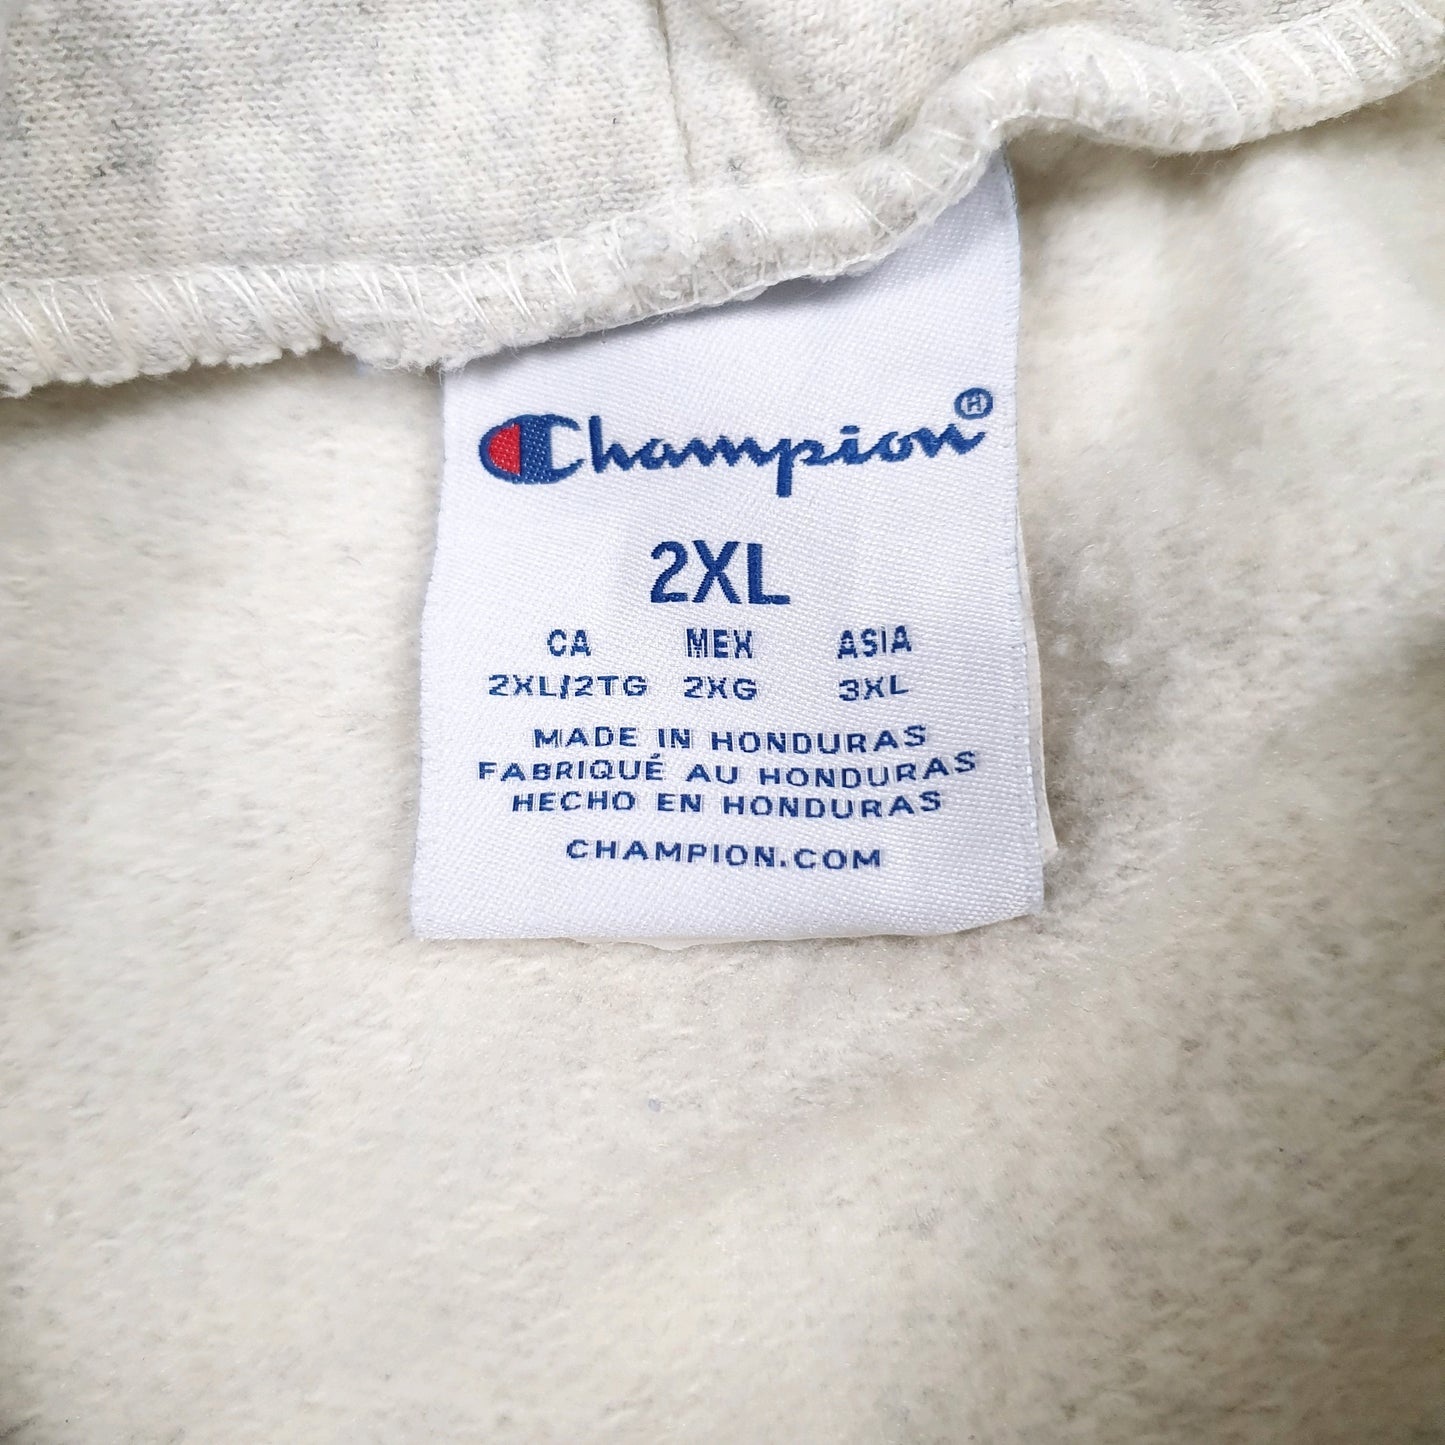 Champion®
2XL
CA MEX ASIA
2XL/2TG 2XG 3XL
MADE IN HONDURAS
FABRIQUÉ AU HONDURAS
HECHO EN HONDURAS
CHAMPION.COM